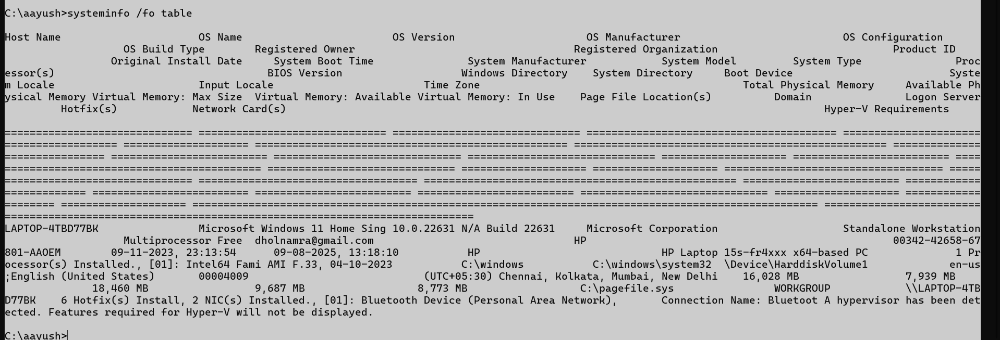 C:\aayush>systeminfo /fo table
Host Name                      OS Name                        OS Version                     OS Manufacturer                          OS Configuration
                   OS Build Type        Registered Owner                                   Registered Organization                            Product ID
                 Original Install Date     System Boot Time               System Manufacturer            System Model         System Type               Proc
essor(s)                                  BIOS Version                   Windows Directory    System Directory     Boot Device                         Syste
m Locale                       Input Locale                        Time Zone                                          Total Physical Memory     Available Ph
ysical Memory Virtual Memory: Max Size  Virtual Memory: Available Virtual Memory: In Use    Page File Location(s)          Domain               Logon Server
         Hotfix(s)            Network Card(s)                                                                                      Hyper-V Requirements
============================== ============================== ============================== ======================================== ======================
================== ==================== ================================================== ================================================== ==============
================ ========================= ============================== ============================== ==================== ========================= ====
========================================= ============================== ==================== ==================== =================================== =====
============================== =================================== ================================================== ========================= ============
============= ========================= ========================= ========================= ============================== ==================== ============
======== ==================== ==================================================================================================== =========================
===========================================================================
LAPTOP-4TBD77BK                Microsoft Windows 11 Home Sing 10.0.22631 N/A Build 22631     Microsoft Corporation                    Standalone Workstation
                   Multiprocessor Free  dholnamra@gmail.com                                HP                                                 00342-42658-67
801-AAOEM        09-11-2023, 23:13:54      09-08-2025, 13:18:10           HP                             HP Laptop 15s-fr4xxx x64-based PC              1 Pr
ocessor(s) Installed., [01]: Intel64 Fami AMI F.33, 04-10-2023           C:\windows           C:\windows\system32  \Device\HarddiskVolume1             en-us
;English (United States)       00004009                            (UTC+05:30) Chennai, Kolkata, Mumbai, New Delhi    16,028 MB                 7,939 MB
              18,460 MB                 9,687 MB                  8,773 MB                  C:\pagefile.sys                WORKGROUP            \\LAPTOP-4TB
D77BK    6 Hotfix(s) Install, 2 NIC(s) Installed., [01]: Bluetooth Device (Personal Area Network),       Connection Name: Bluetoot A hypervisor has been det
ected. Features required for Hyper-V will not be displayed.
C:\aayush>